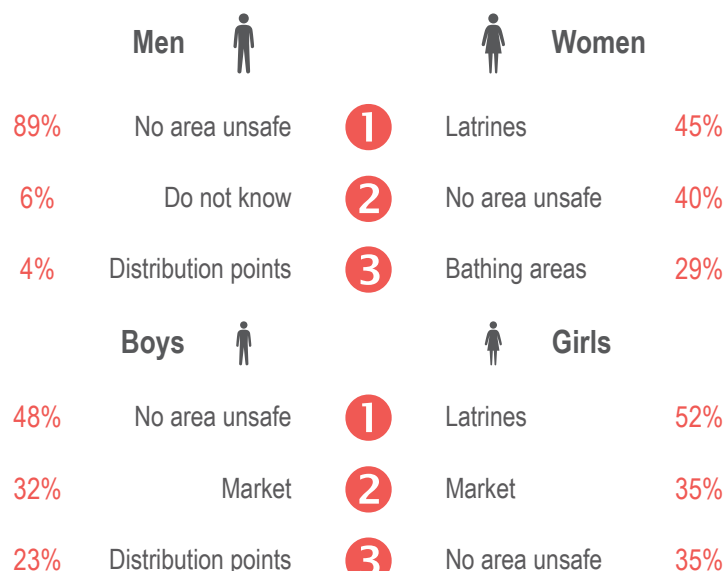 Men Women
89% No area unsafe 1 Latrines 45%
6% Do not know 2 No area unsafe 40%
4% Distribution points 3 Bathing areas 29%
Boys Girls
48% No area unsafe 1 Latrines 52%
32% Market 2 Market 35%
23% Distribution points 3 No area unsafe 35%